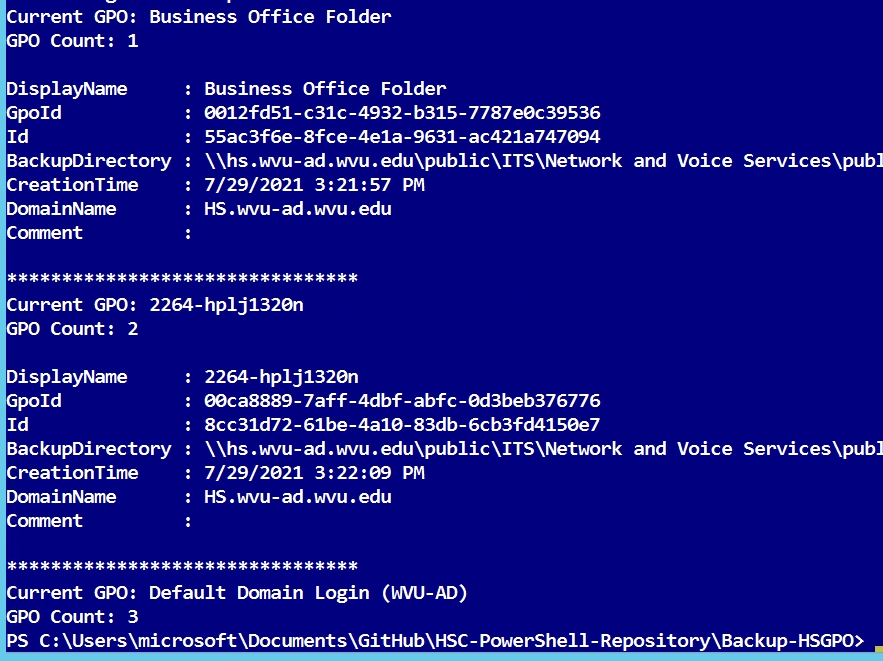 Current GPO: Business Office Folder
GPO Count: 1
DisplayName : Business Office Folder
GpoId : 0012fd51-c31c-4932-b315-7787e0c39536
Id : 55ac3f6e-8fce-4e1a-9631-ac421a747094
BackupDirectory : \\hs.wvu-ad.wvu.edu\public\ITS\Network and Voice Services\publ
CreationTime : 7/29/2021 3:21:57 PM
DomainName : HS.wvu-ad.wvu.edu
Comment :
********************************
Current GPO: 2264-hplj1320n
GPO Count: 2
DisplayName : 2264-hplj1320n
GpoId : 00ca8889-7aff-4dbf-abfc-0d3beb376776
Id : 8cc31d72-61be-4a10-83db-6cb3fd4150e7
BackupDirectory : \\hs.wvu-ad.wvu.edu\public\ITS\Network and Voice Services\publ
CreationTime : 7/29/2021 3:22:09 PM
DomainName : HS.wvu-ad.wvu.edu
Comment :
********************************
Current GPO: Default Domain Login (WVU-AD)
GPO Count: 3
PS C:\Users\microsoft\Documents\GitHub\HSC-PowerShell-Repository\Backup-HSGPO>